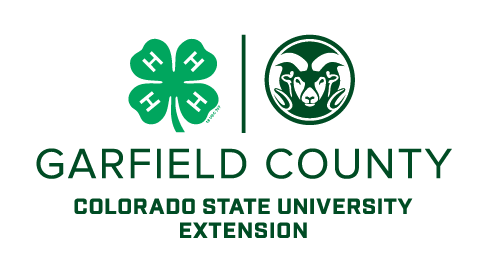 H H
H H
GARFIELD COUNTY
COLORADO STATE UNIVERSITY
EXTENSION